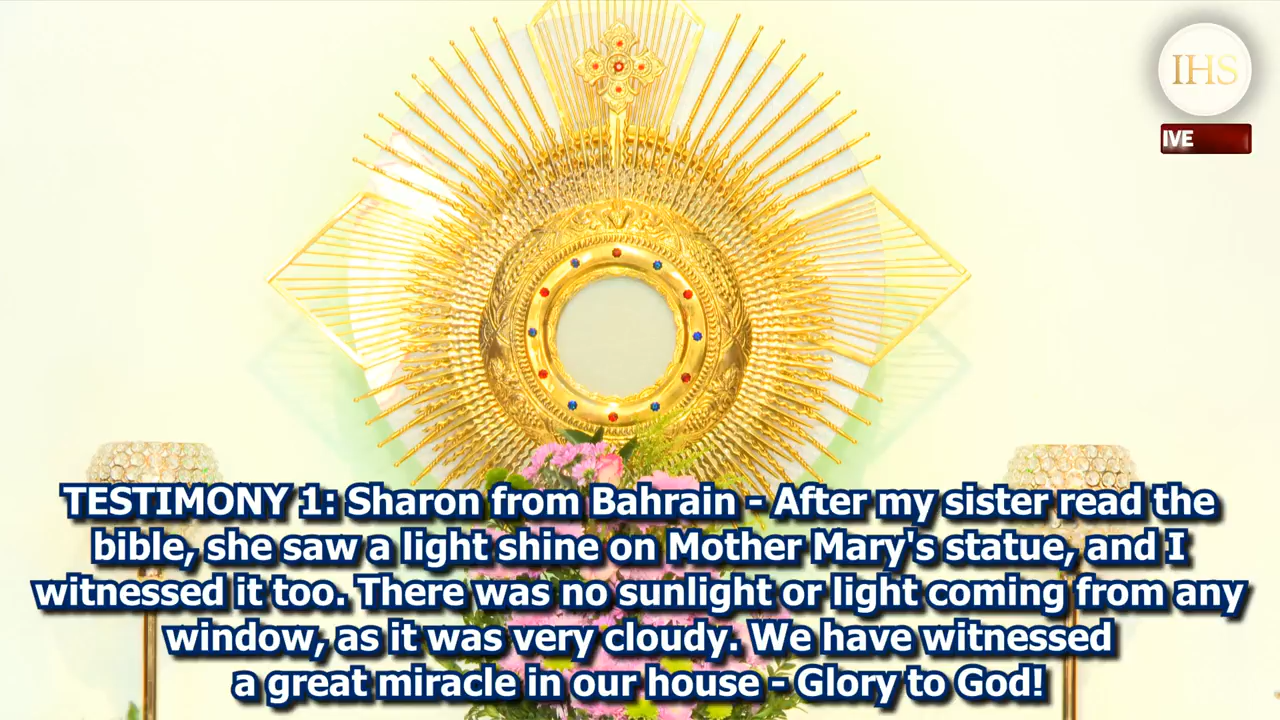 IHS
IVE
TESTIMONY 1: Sharon from Bahrain - After my sister read the
bible, she saw a light shine on Mother Mary's statue, and I
witnessed it too. There was no sunlight or light coming from any
window, as it was very cloudy. We have witnessed
a great miracle in our house - Glory to God!